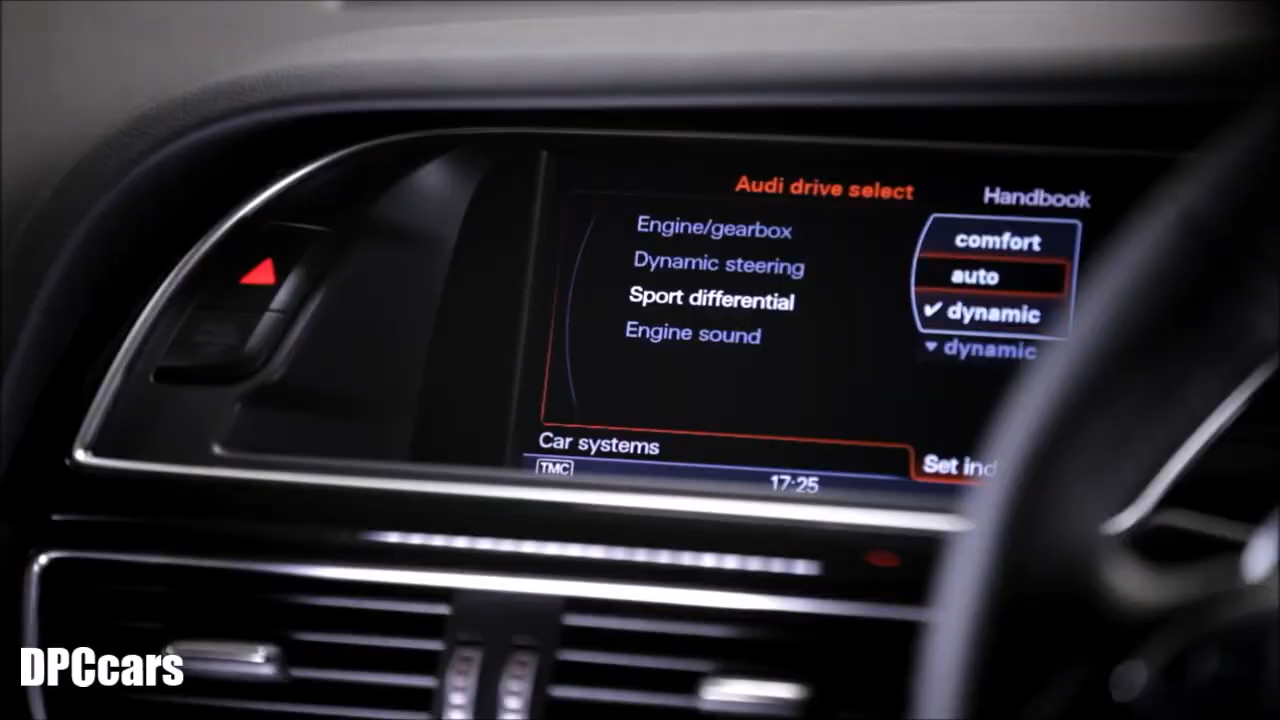 Audi drive select
Handbook
Engine/gearbox
Dynamic steering
Sport differential
Engine sound
comfort
auto
✔ dynamic
▼ dynamic
Car systems
Set
TMC
17:25
DPCcars